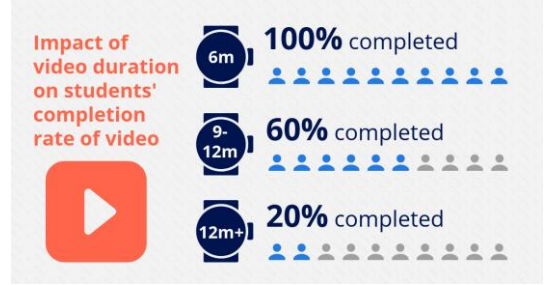 Impact of
video duration
on students'
completion
rate of video
6m
100% completed
9-
12m
60% completed
12m+
20% completed